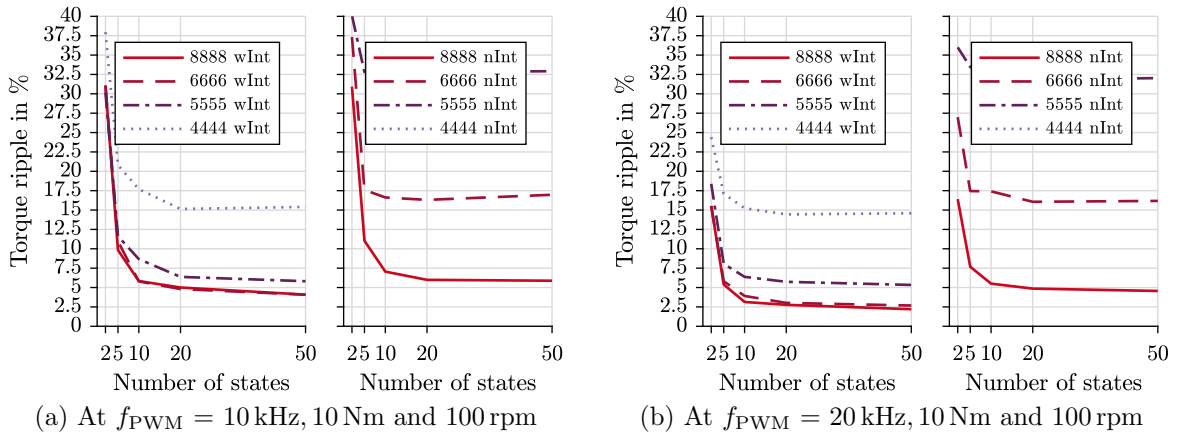 Torque ripple in %
40
37.5
35
32.5
30
27.5
25
22.5
20
17.5
15
12.5
10
7.5
5
2.5
0
8888 wInt
6666 wInt
5555 wInt
4444 wInt
2 5 10 20 50
Number of states
8888 nInt
6666 nInt
5555 nInt
4444 nInt
2 5 10 20 50
Number of states
(a) At fPWM = 10 kHz, 10 Nm and 100 rpm
Torque ripple in %
40
37.5
35
32.5
30
27.5
25
22.5
20
17.5
15
12.5
10
7.5
5
2.5
0
8888 wInt
6666 wInt
5555 wInt
4444 wInt
2 5 10 20 50
Number of states
8888 nInt
6666 nInt
5555 nInt
4444 nInt
2 5 10 20 50
Number of states
(b) At fPWM = 20 kHz, 10 Nm and 100 rpm